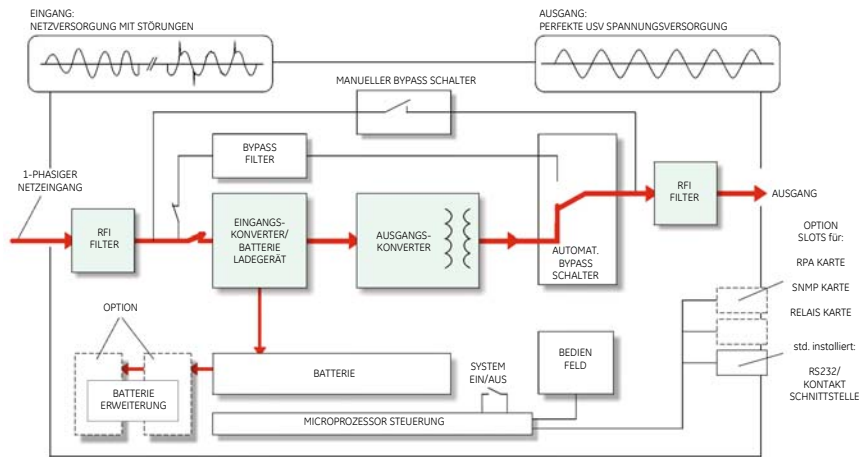 EINGANG:
NETZVERSORGUNG MIT STÖRUNGEN
AUSGANG:
PERFEKTE USV SPANNUNGSVERSORGUNG
MANUELLER BYPASS SCHALTER
BYPASS
FILTER
1-PHASIGER
NETZEINGANG
RFI
FILTER
EINGANGS-
KONVERTER/
BATTERIE
LADEGERÄT
AUSGANGS-
KONVERTER
AUTOMAT.
BYPASS
SCHALTER
RFI
FILTER
AUSGANG
OPTION
SLOTS für:
RPA KARTE
SNMP KARTE
RELAIS KARTE
std. installiert:
RS232/
KONTAKT
SCHNITTSTELLE
OPTION
BATTERIE
ERWEITERUNG
BATTERIE
SYSTEM
EIN/AUS
BEDIEN
FELD
MICROPROZESSOR STEUERUNG